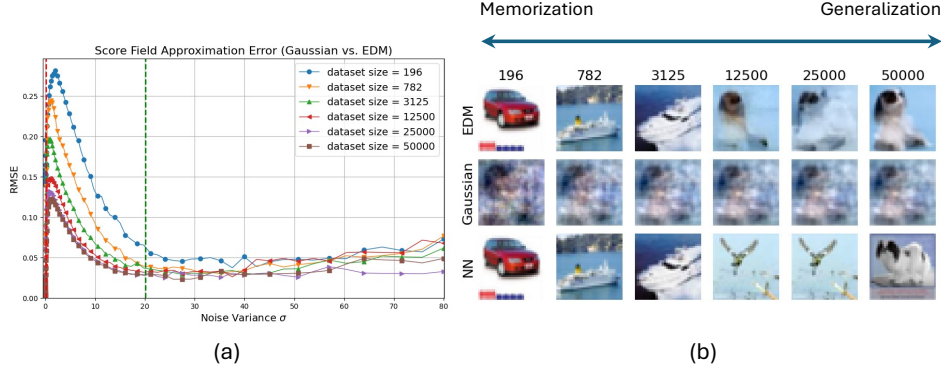 Memorization
Generalization
Score Field Approximation Error (Gaussian vs. EDM)
dataset size = 196
dataset size = 782
dataset size = 3125
dataset size = 12500
dataset size = 25000
dataset size = 50000
RMSE
0.25
0.20
0.15
0.10
0.05
0.00
0 10 20 30 40 50 60 70 80
Noise Variance σ
(a)
196 782 3125 12500 25000 50000
EDM
Gaussian
NN
(b)